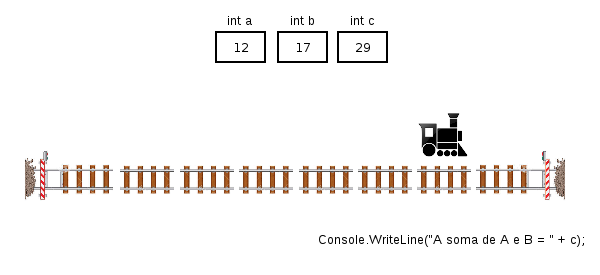 int a int b int c
12 17 29
Console.WriteLine("A soma de A e B = " + c);